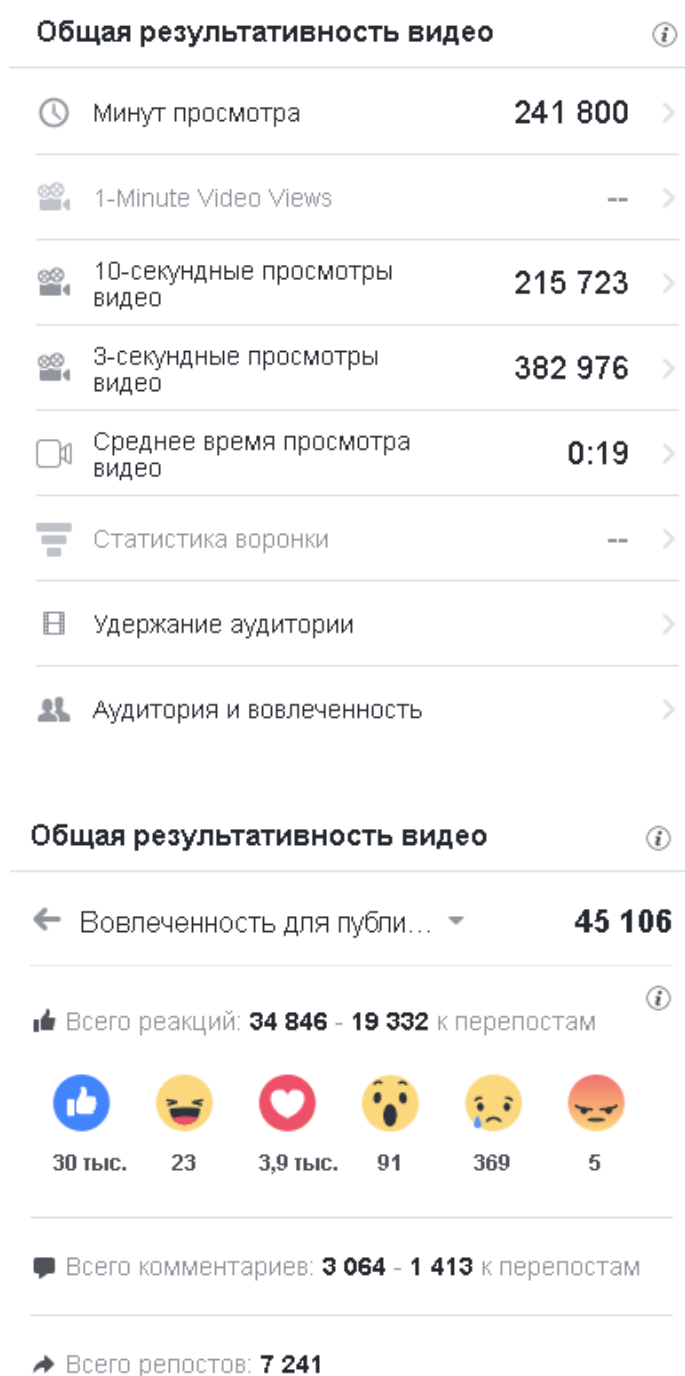 Общая результативность видео
Минут просмотра 241 800
1-Minute Video Views --
10-секундные просмотры
видео 215 723
3-секундные просмотры
видео 382 976
Среднее время просмотра
видео 0:19
Статистика воронки --
Удержание аудитории
Аудитория и вовлеченность
Общая результативность видео
Вовлеченность для публи... 45 106
Всего реакций: 34 846 - 19 332 к перепостам
30 тыс. 23 3,9 тыс. 91 369 5
Всего комментариев: 3 064 - 1 413 к перепостам
Всего репостов: 7 241